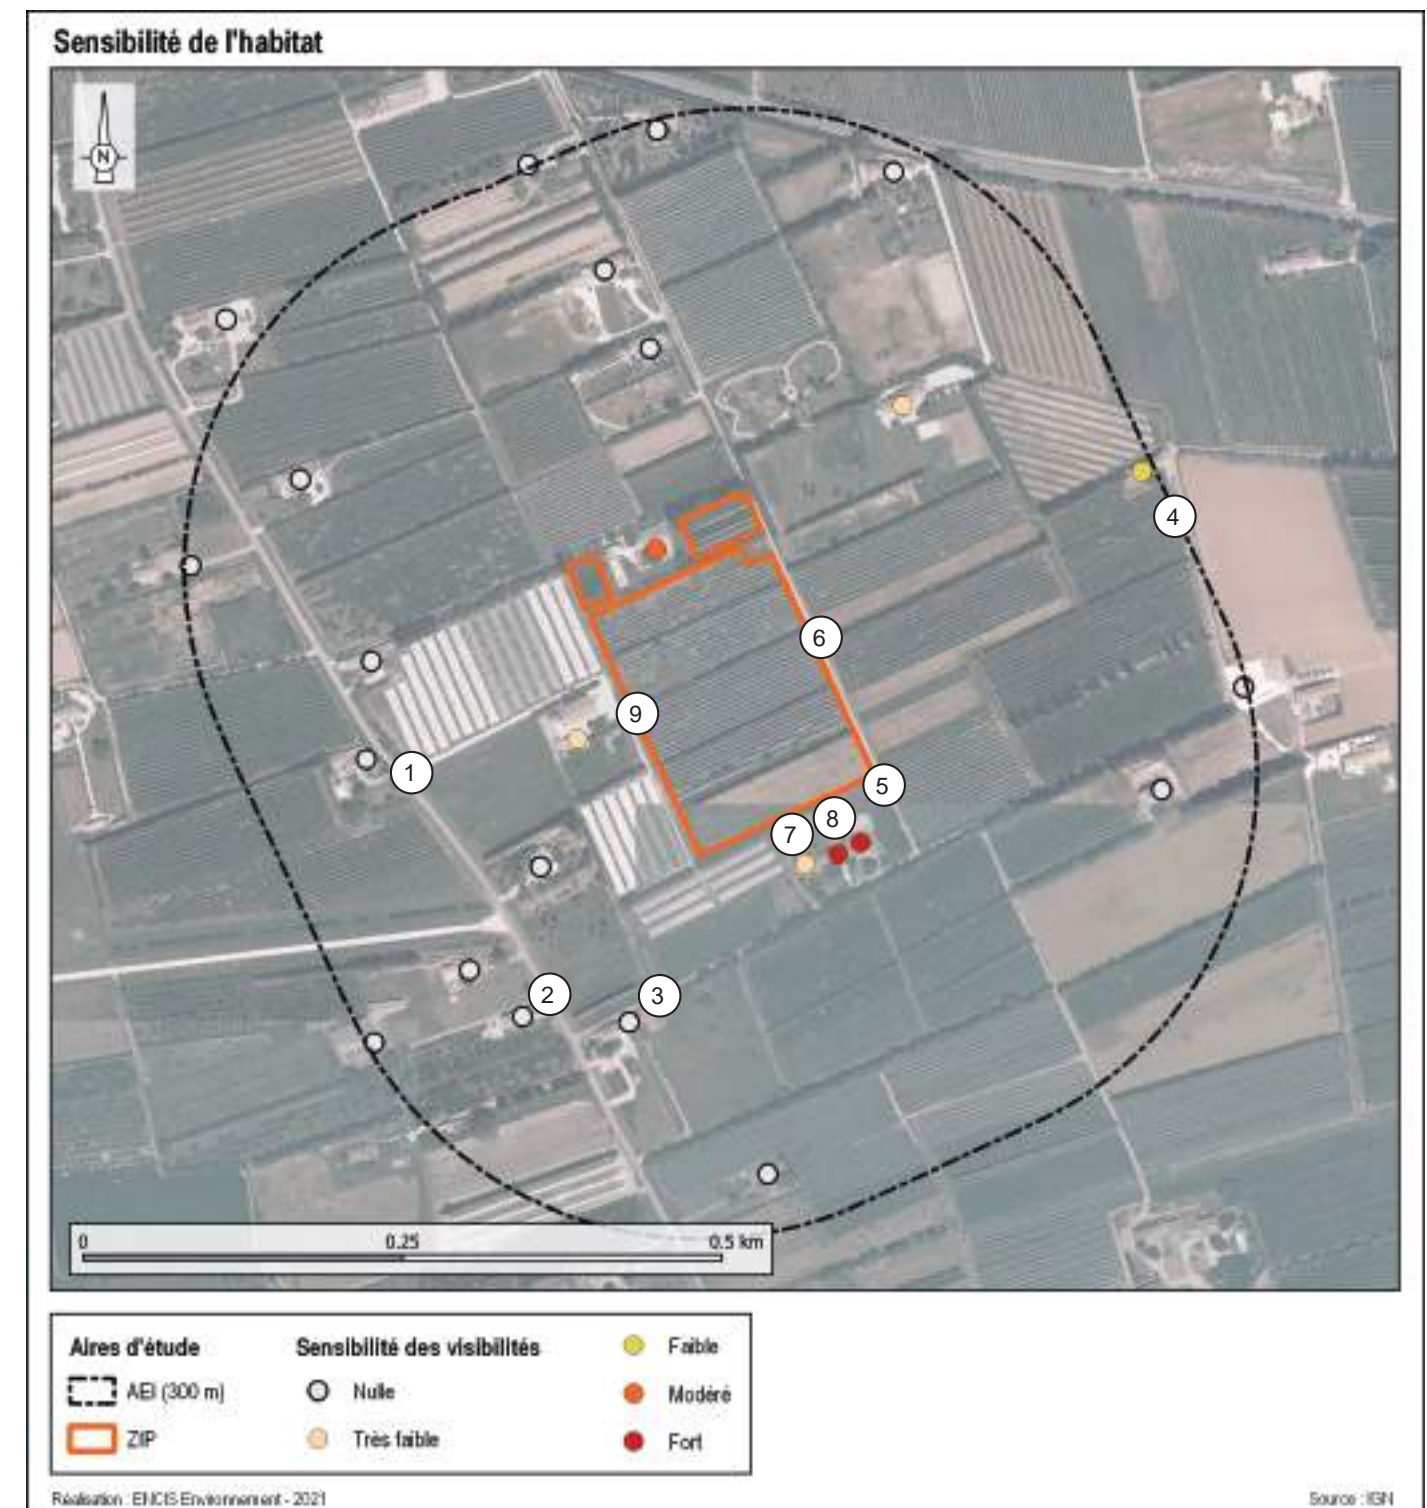 Sensibilité de l'habitat
N
4
6
9
5
1
8
7
2
3
0 0.25 0.5 km
Aires d'étude
AEI (300 m)
ZIP
Sensibilité des visibilités
Nulle
Très faible
Faible
Modéré
Fort
Réalisation : ENCIS Environnement - 2021
Source : IGN